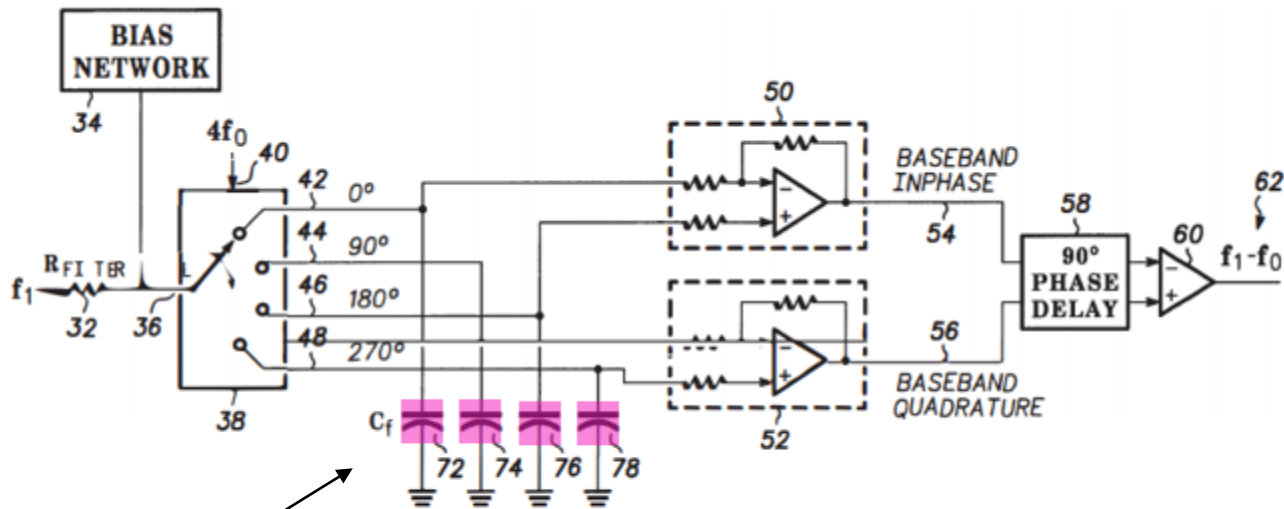 BIAS
NETWORK
34
4f0
40
42
0°
44
90°
46
180°
48
270°
RFI TER
f1
32
36
L
38
Cf
72
74
76
78
50
-
+
BASEBAND
INPHASE
54
52
-
+
56
BASEBAND
QUADRATURE
58
90°
PHASE
DELAY
60
-
+
62
f1-f0